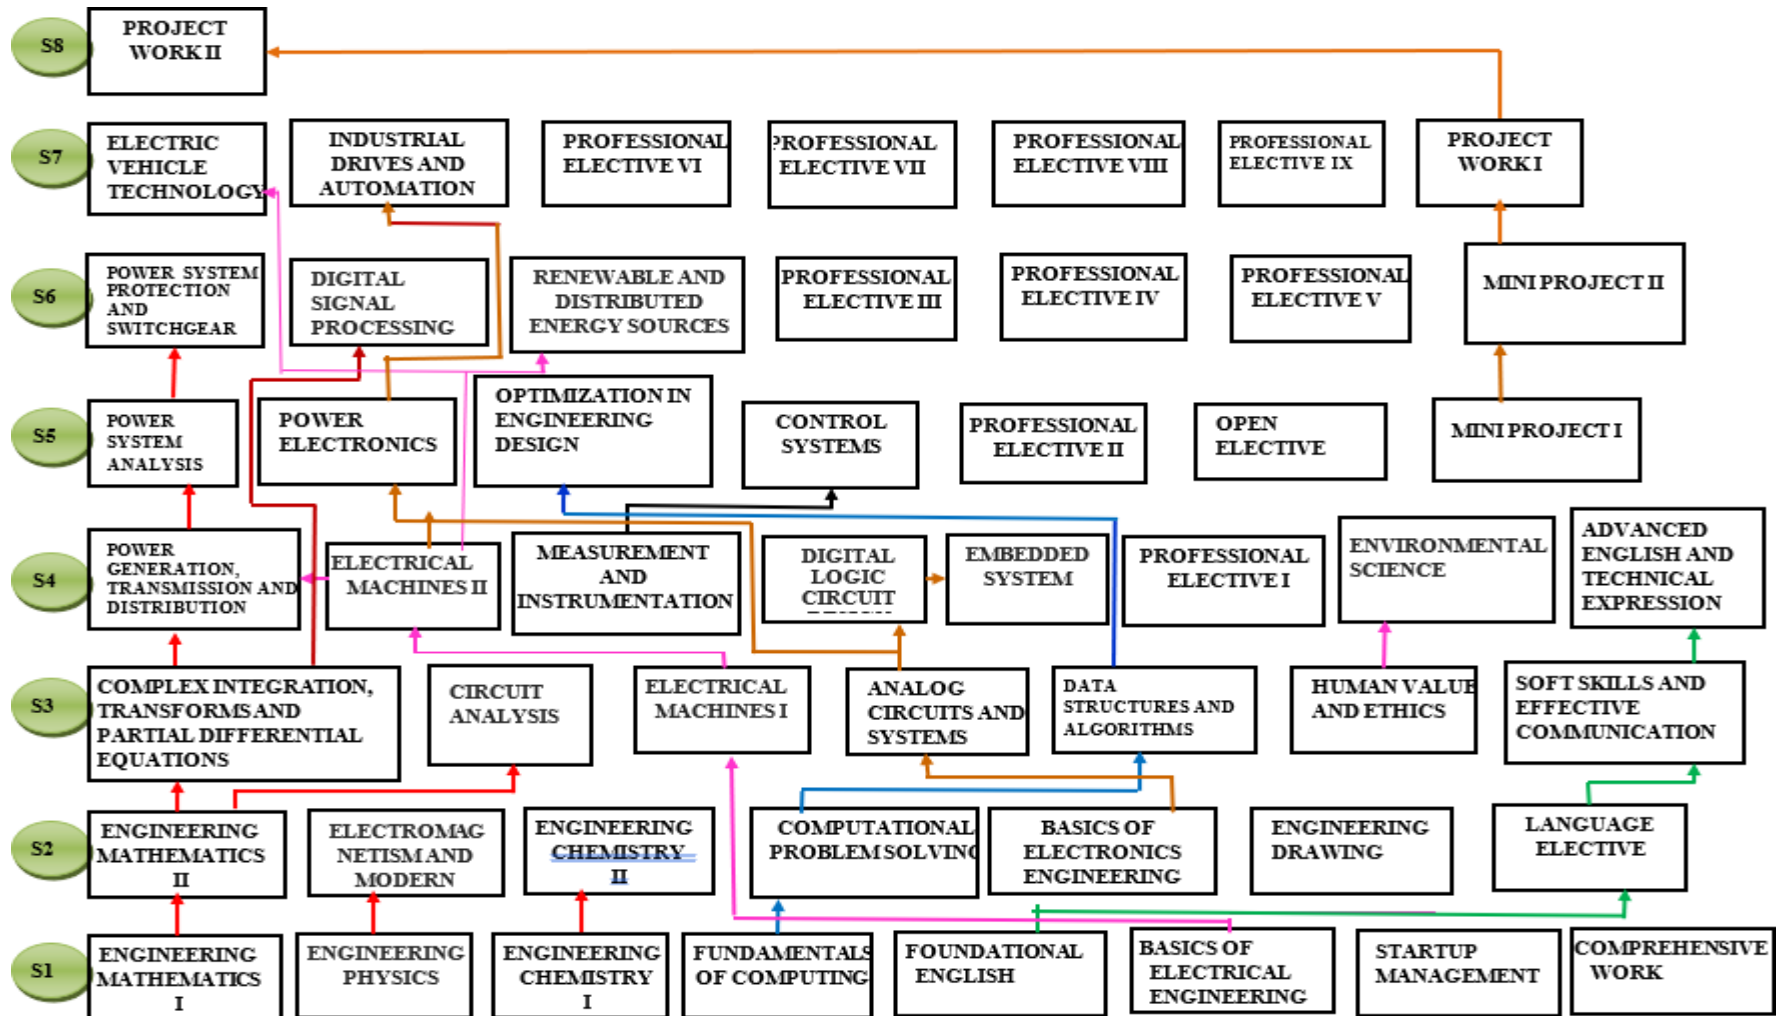 S8
PROJECT
WORK II
S7
ELECTRIC
VEHICLE
TECHNOLOGY
INDUSTRIAL
DRIVES AND
AUTOMATION
PROFESSIONAL
ELECTIVE VI
PROFESSIONAL
ELECTIVE VII
PROFESSIONAL
ELECTIVE VIII
PROFESSIONAL
ELECTIVE IX
PROJECT
WORK I
S6
POWER SYSTEM
PROTECTION
AND
SWITCHGEAR
DIGITAL
SIGNAL
PROCESSING
RENEWABLE AND
DISTRIBUTED
ENERGY SOURCES
PROFESSIONAL
ELECTIVE III
PROFESSIONAL
ELECTIVE IV
PROFESSIONAL
ELECTIVE V
MINI PROJECT II
S5
POWER
SYSTEM
ANALYSIS
POWER
ELECTRONICS
OPTIMIZATION IN
ENGINEERING
DESIGN
CONTROL
SYSTEMS
PROFESSIONAL
ELECTIVE II
OPEN
ELECTIVE
MINI PROJECT I
S4
POWER
GENERATION,
TRANSMISSION AND
DISTRIBUTION
ELECTRICAL
MACHINES II
MEASUREMENT
AND
INSTRUMENTATION
DIGITAL
LOGIC
CIRCUIT
EMBEDDED
SYSTEM
PROFESSIONAL
ELECTIVE I
ENVIRONMENTAL
SCIENCE
ADVANCED
ENGLISH AND
TECHNICAL
EXPRESSION
S3
COMPLEX INTEGRATION,
TRANSFORMS AND
PARTIAL DIFFERENTIAL
EQUATIONS
CIRCUIT
ANALYSIS
ELECTRICAL
MACHINES I
ANALOG
CIRCUITS AND
SYSTEMS
DATA
STRUCTURES AND
ALGORITHMS
HUMAN VALUE
AND ETHICS
SOFT SKILLS AND
EFFECTIVE
COMMUNICATION
S2
ENGINEERING
MATHEMATICS
II
ELECTROMAG
NETISM AND
MODERN
ENGINEERING
CHEMISTRY
II
COMPUTATIONAL
PROBLEM SOLVING
BASICS OF
ELECTRONICS
ENGINEERING
ENGINEERING
DRAWING
LANGUAGE
ELECTIVE
S1
ENGINEERING
MATHEMATICS
I
ENGINEERING
PHYSICS
ENGINEERING
CHEMISTRY
I
FUNDAMENTALS
OF COMPUTING
FOUNDATIONAL
ENGLISH
BASICS OF
ELECTRICAL
ENGINEERING
STARTUP
MANAGEMENT
COMPREHENSIVE
WORK